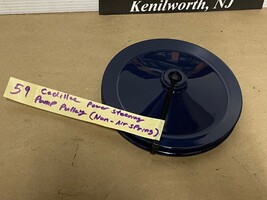 Kenilworth, NJ
59 Cadillac Power Steering
Pump Pulley (Non-Air Spring)